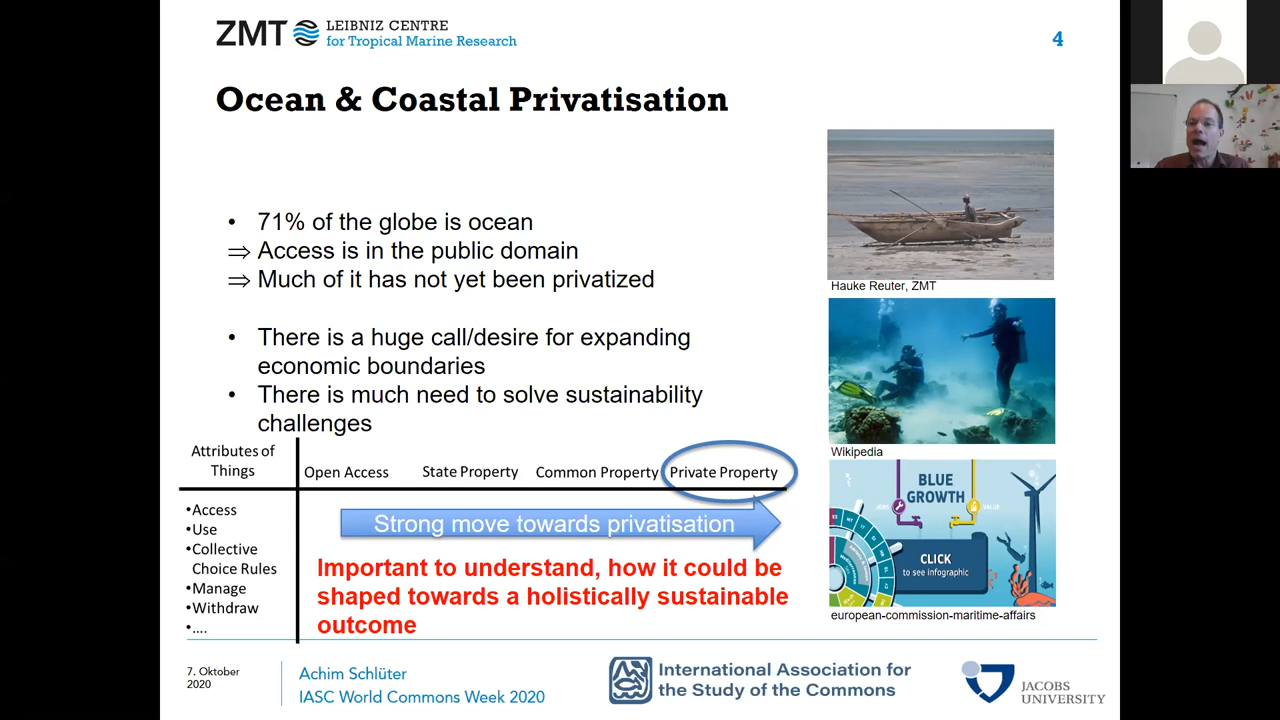 ZMT LEIBNIZ CENTRE
for Tropical Marine Research
4
Ocean & Coastal Privatisation
• 71% of the globe is ocean
⇒ Access is in the public domain
⇒ Much of it has not yet been privatized
• There is a huge call/desire for expanding
economic boundaries
• There is much need to solve sustainability
challenges
Attributes of
Things
Open Access State Property Common Property Private Property
•Access
•Use
•Collective
Choice Rules
•Manage
•Withdraw
•....
Strong move towards privatisation
Important to understand, how it could be
shaped towards a holistically sustainable
outcome
Hauke Reuter, ZMT
Wikipedia
BLUE
GROWTH
JOBS
VALUE
CLICK
to see infographic
european-commission-maritime-affairs
7. Oktober
2020
Achim Schlüter
IASC World Commons Week 2020
International Association for
the Study of the Commons
JACOBS
UNIVERSITY